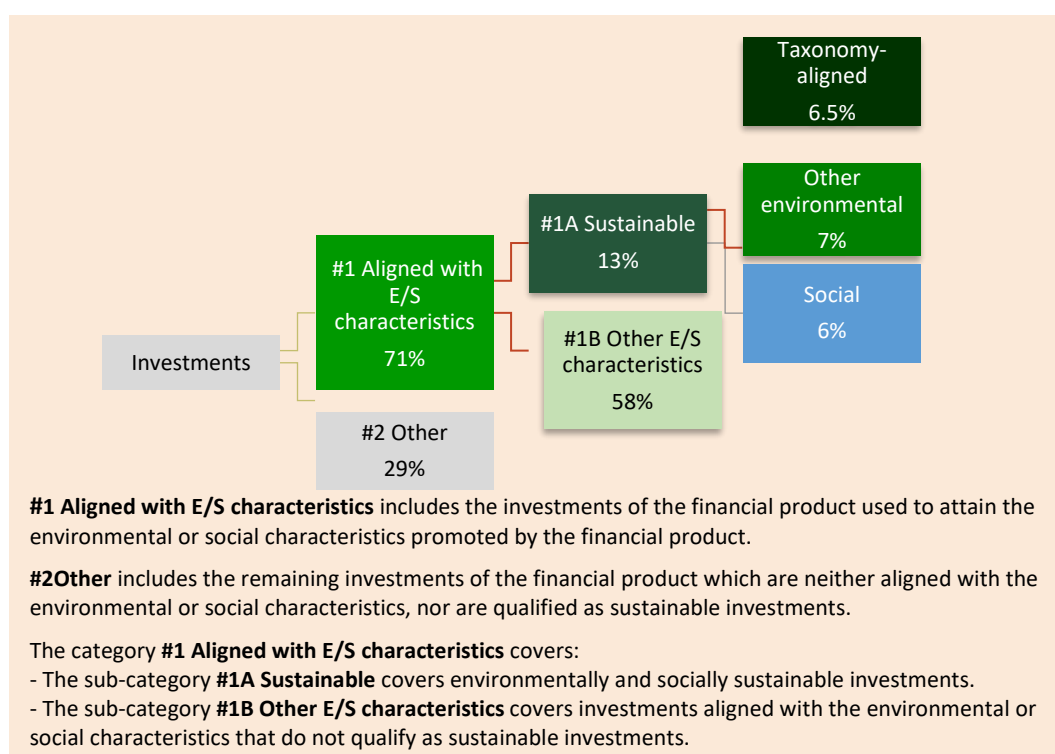 Taxonomy-
aligned
6.5%
Other
environmental
7%
#1A Sustainable
13%
#1 Aligned with
E/S
characteristics
71%
Social
6%
#1B Other E/S
characteristics
58%
Investments
#2 Other
29%
#1 Aligned with E/S characteristics includes the investments of the financial product used to attain the
environmental or social characteristics promoted by the financial product.
#2Other includes the remaining investments of the financial product which are neither aligned with the
environmental or social characteristics, nor are qualified as sustainable investments.
The category #1 Aligned with E/S characteristics covers:
- The sub-category #1A Sustainable covers environmentally and socially sustainable investments.
- The sub-category #1B Other E/S characteristics covers investments aligned with the environmental or
social characteristics that do not qualify as sustainable investments.